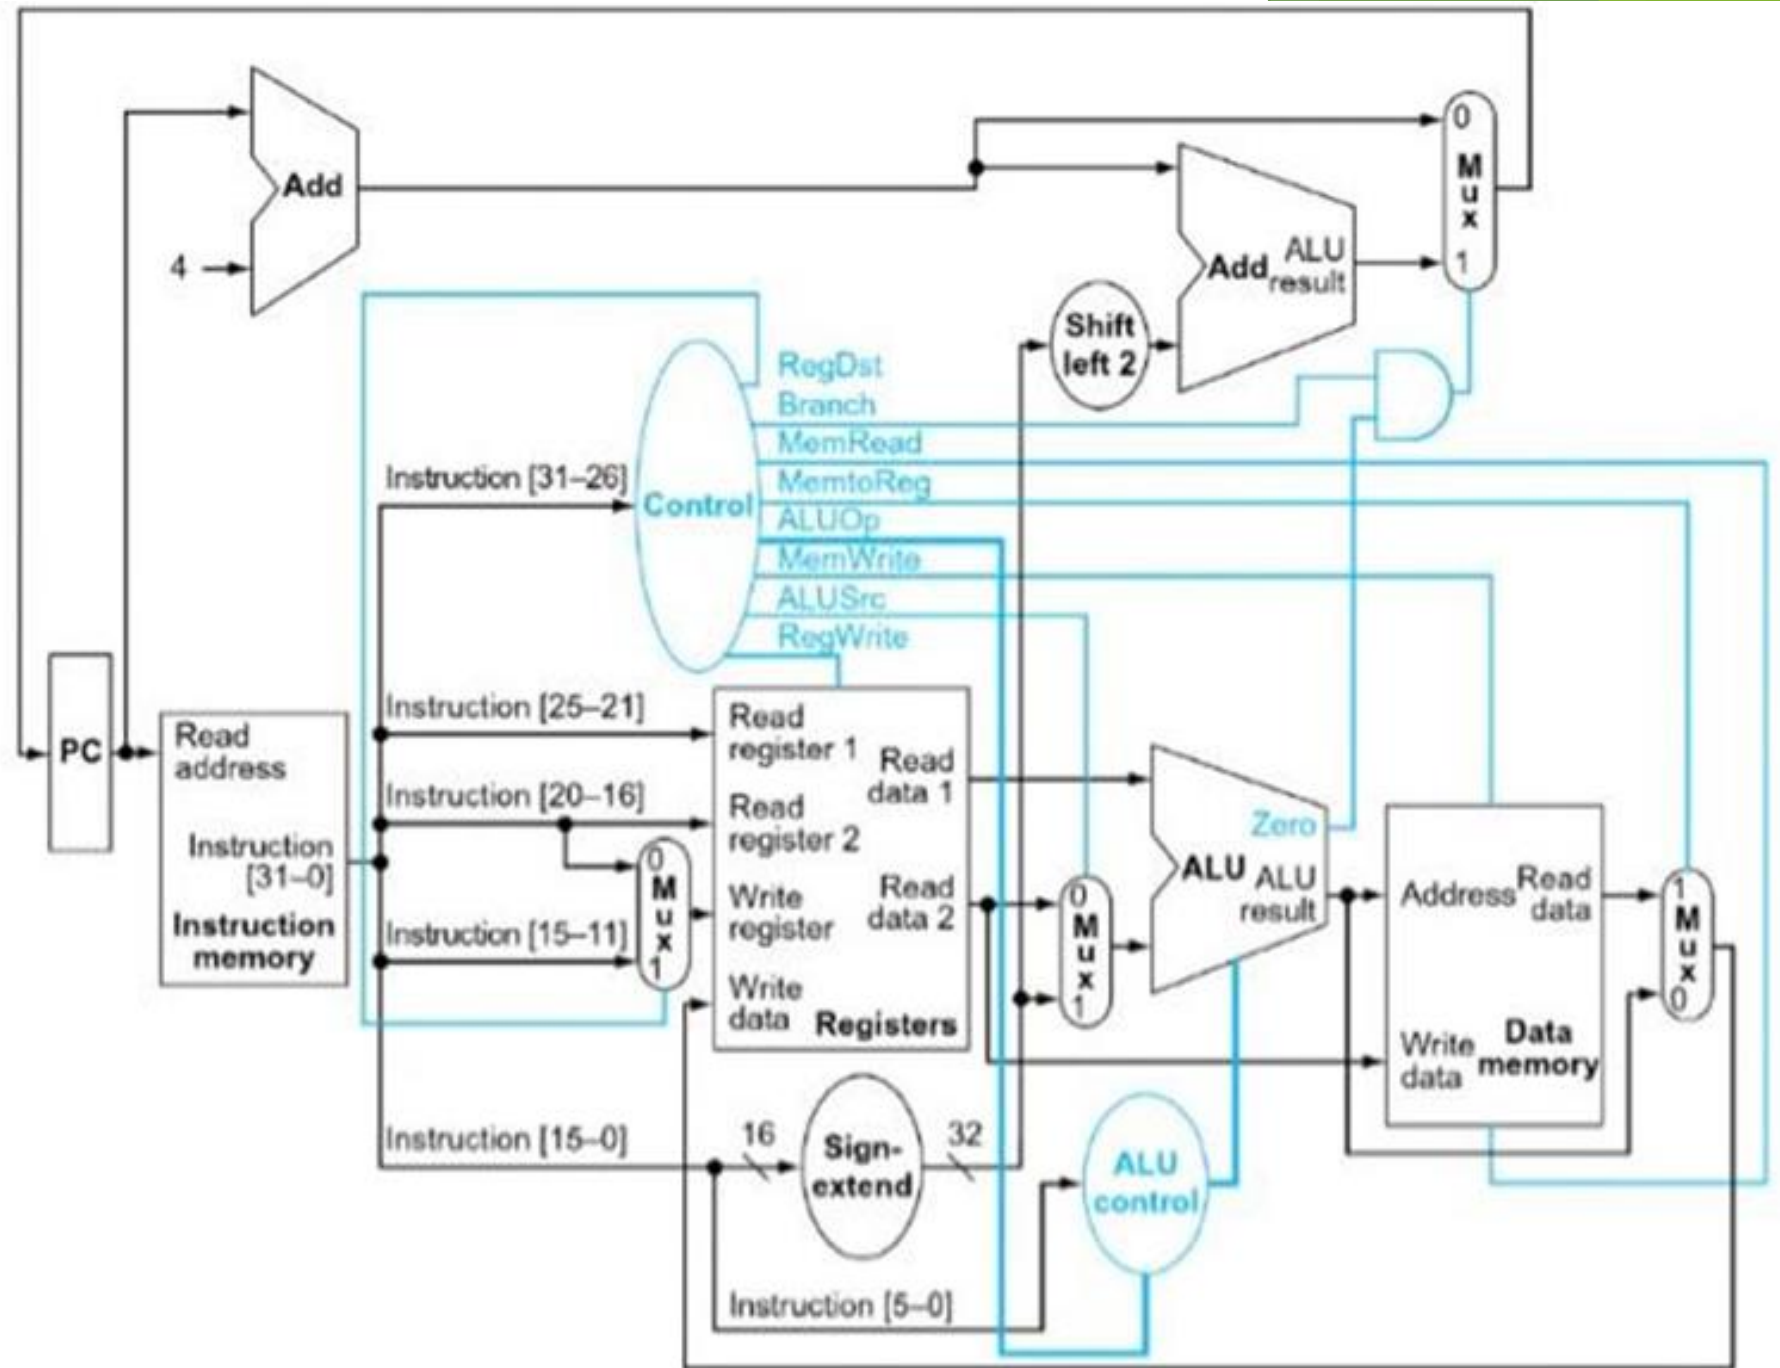 Add
4
Add
ALU
result
0
M
u
x
1
Shift
left 2
RegDst
Branch
MemRead
MemtoReg
ALUOp
MemWrite
ALUSrc
RegWrite
Control
Instruction [31–26]
PC
Read
address
Instruction
[31–0]
Instruction
memory
Instruction [25–21]
Instruction [20–16]
Instruction [15–11]
0
M
u
x
1
Read
register 1
Read
register 2
Write
register
Write
data
Read
data 1
Read
data 2
Registers
0
M
u
x
1
Zero
ALU
ALU
result
Address
Read
data
Write
data
Data
memory
1
M
u
x
0
Instruction [15–0]
16
Sign-
extend
32
ALU
control
Instruction [5–0]